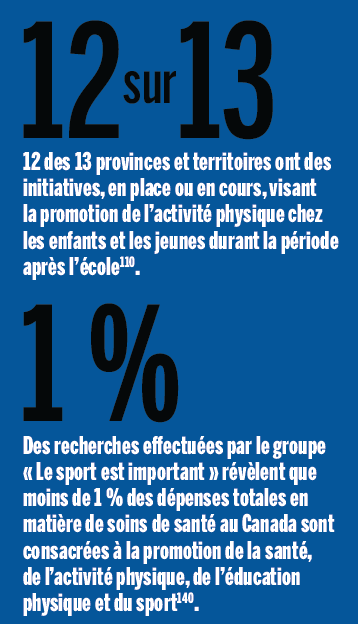 12 sur 13
12 des 13 provinces et territoires ont des
initiatives, en place ou en cours, visant
la promotion de l’activité physique chez
les enfants et les jeunes durant la période
après l’école¹¹⁰.
1 %
Des recherches effectuées par le groupe
« Le sport est important » révèlent que
moins de 1 % des dépenses totales en
matière de soins de santé au Canada sont
consacrées à la promotion de la santé,
de l’activité physique, de l’éducation
physique et du sport¹⁴⁰.